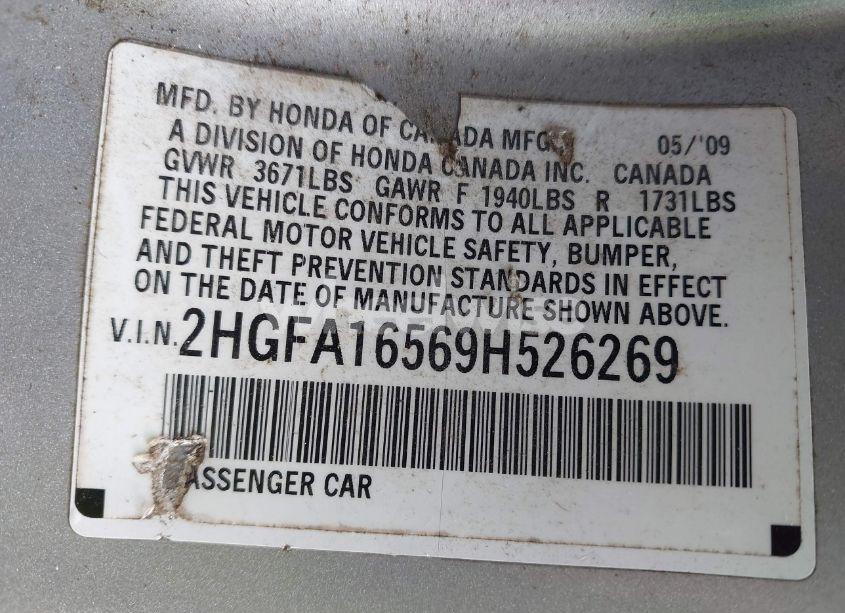 MFD. BY HONDA OF CANADA MFG. 05/'09
A DIVISION OF HONDA CANADA INC. CANADA
GVWR 3671LBS GAWR F 1940LBS R 1731LBS
THIS VEHICLE CONFORMS TO ALL APPLICABLE
FEDERAL MOTOR VEHICLE SAFETY, BUMPER,
AND THEFT PREVENTION STANDARDS IN EFFECT
ON THE DATE OF MANUFACTURE SHOWN ABOVE.
V.I.N. 2HGFA16569H526269
ASSENGER CAR